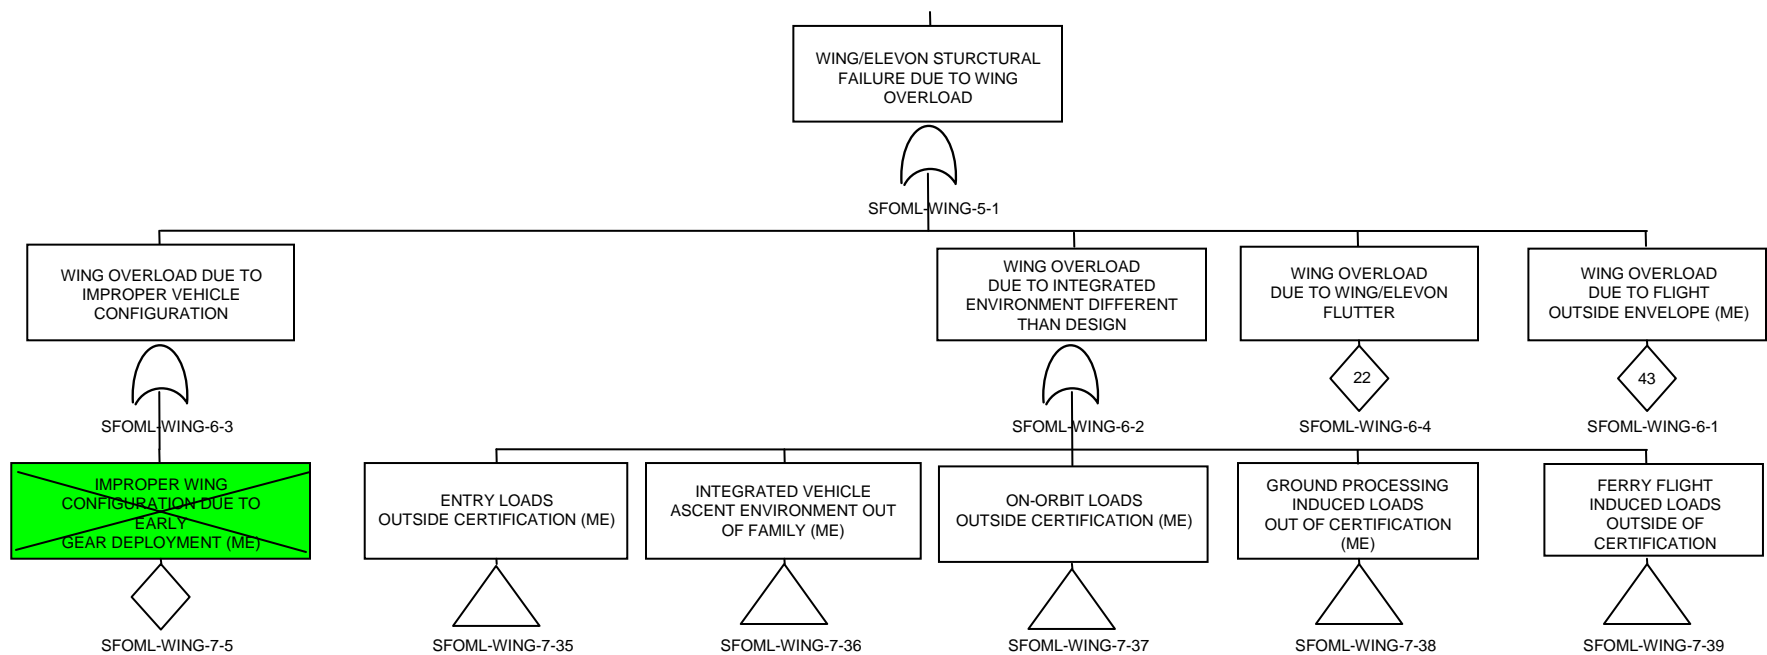 WING/ELEVON STURCTURAL
FAILURE DUE TO WING
OVERLOAD
SFOML-WING-5-1
WING OVERLOAD DUE TO
IMPROPER VEHICLE
CONFIGURATION
SFOML-WING-6-3
WING OVERLOAD
DUE TO INTEGRATED
ENVIRONMENT DIFFERENT
THAN DESIGN
SFOML-WING-6-2
WING OVERLOAD
DUE TO WING/ELEVON
FLUTTER
22
SFOML-WING-6-4
WING OVERLOAD
DUE TO FLIGHT
OUTSIDE ENVELOPE (ME)
43
SFOML-WING-6-1
IMPROPER WING
CONFIGURATION DUE TO
EARLY
GEAR DEPLOYMENT (ME)
SFOML-WING-7-5
ENTRY LOADS
OUTSIDE CERTIFICATION (ME)
SFOML-WING-7-35
INTEGRATED VEHICLE
ASCENT ENVIRONMENT OUT
OF FAMILY (ME)
SFOML-WING-7-36
ON-ORBIT LOADS
OUTSIDE CERTIFICATION (ME)
SFOML-WING-7-37
GROUND PROCESSING
INDUCED LOADS
OUT OF CERTIFICATION
(ME)
SFOML-WING-7-38
FERRY FLIGHT
INDUCED LOADS
OUTSIDE OF
CERTIFICATION
SFOML-WING-7-39